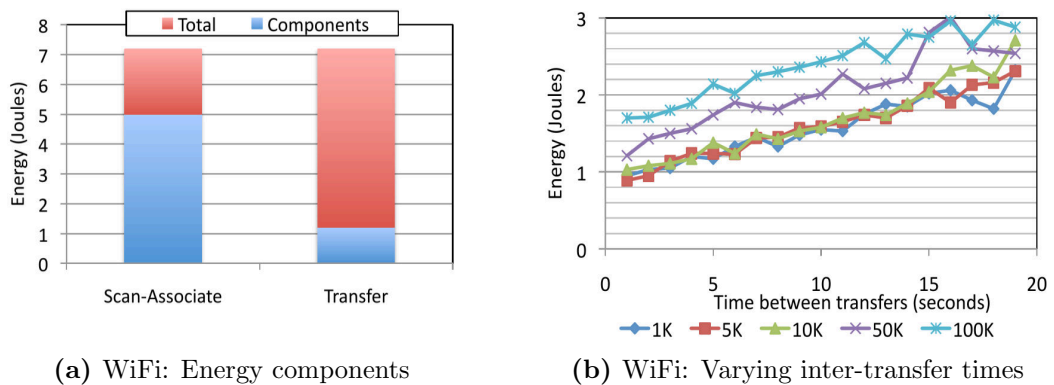 Total Components
Energy (Joules)
8
7
6
5
4
3
2
1
0
Scan-Associate Transfer
(a) WiFi: Energy components
Energy (Joules)
3
2
1
0
0 5 10 15 20
Time between transfers (seconds)
1K 5K 10K 50K 100K
(b) WiFi: Varying inter-transfer times